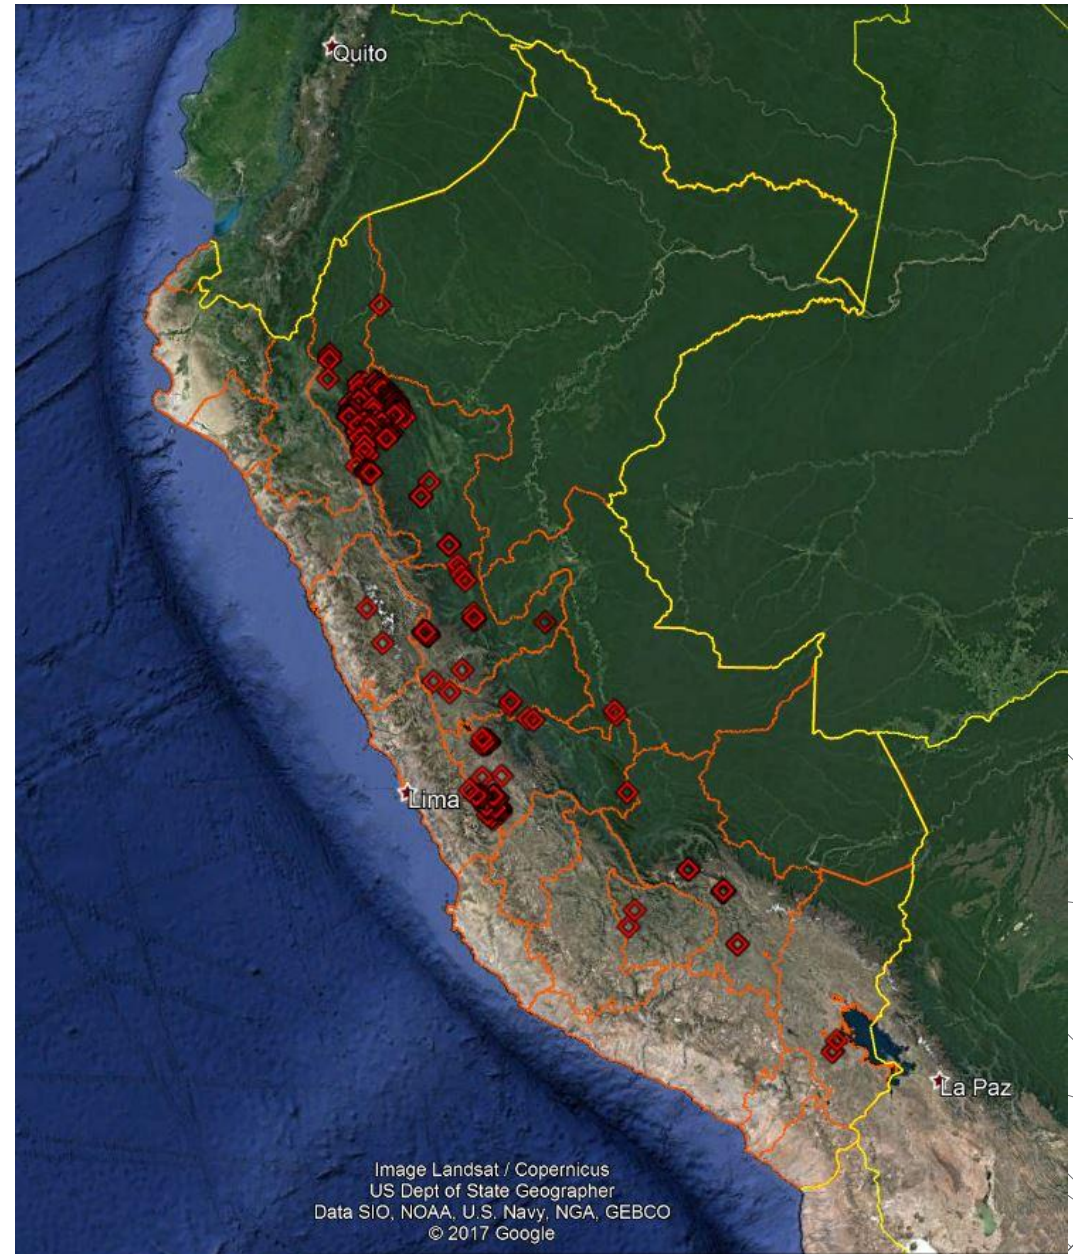 Quito
Lima
La Paz
Image Landsat / Copernicus
US Dept of State Geographer
Data SIO, NOAA, U.S. Navy, NGA, GEBCO
© 2017 Google